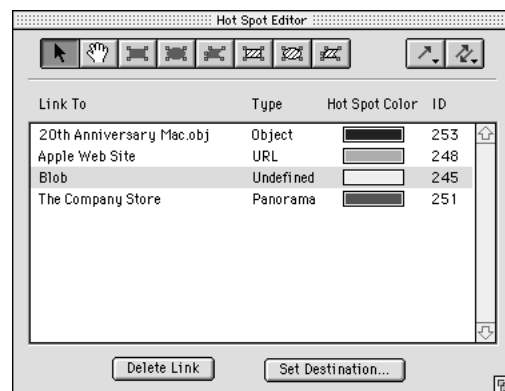 Hot Spot Editor
Link To Type Hot Spot Color ID
20th Anniversary Mac.obj Object 253
Apple Web Site URL 248
Blob Undefined 245
The Company Store Panorama 251
Delete Link Set Destination...